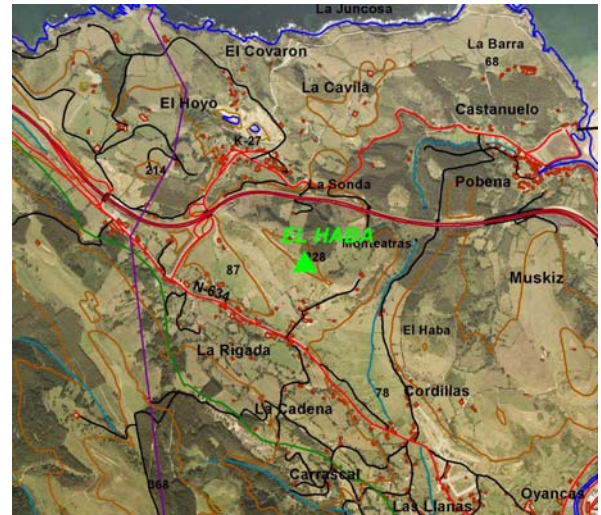 La Juncosa
El Covaron
La Barra
68
La Cavila
El Hoyo
Castanuelo
K-27
214
La Sonda
Pobena
EL HABA
Monteatras
328
87
Muskiz
N-634
El Haba
La Rigada
78
Cordillas
La Cadena
Carrascal
368
Las Llanas
Oyancas